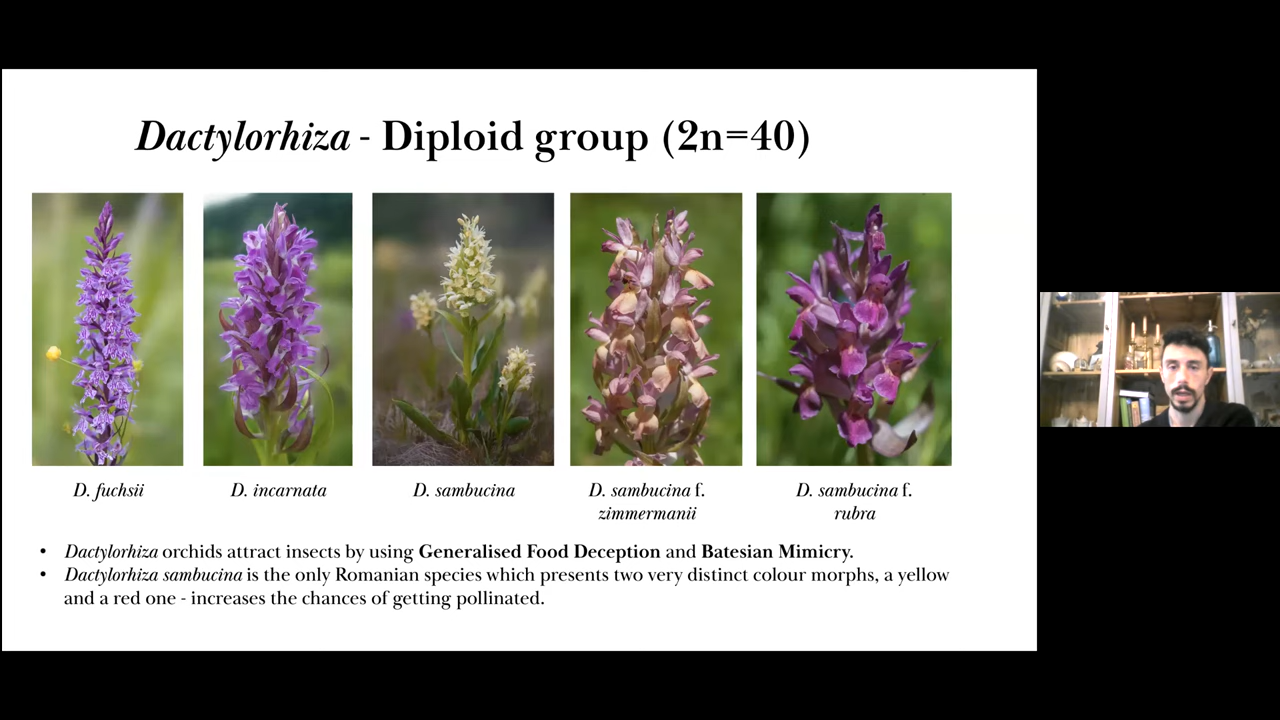 Dactylorhiza - Diploid group (2n=40)
D. fuchsii
D. incarnata
D. sambucina
D. sambucina f.
zimmermanii
D. sambucina f.
rubra
• Dactylorhiza orchids attract insects by using Generalised Food Deception and Batesian Mimicry.
• Dactylorhiza sambucina is the only Romanian species which presents two very distinct colour morphs, a yellow
and a red one - increases the chances of getting pollinated.